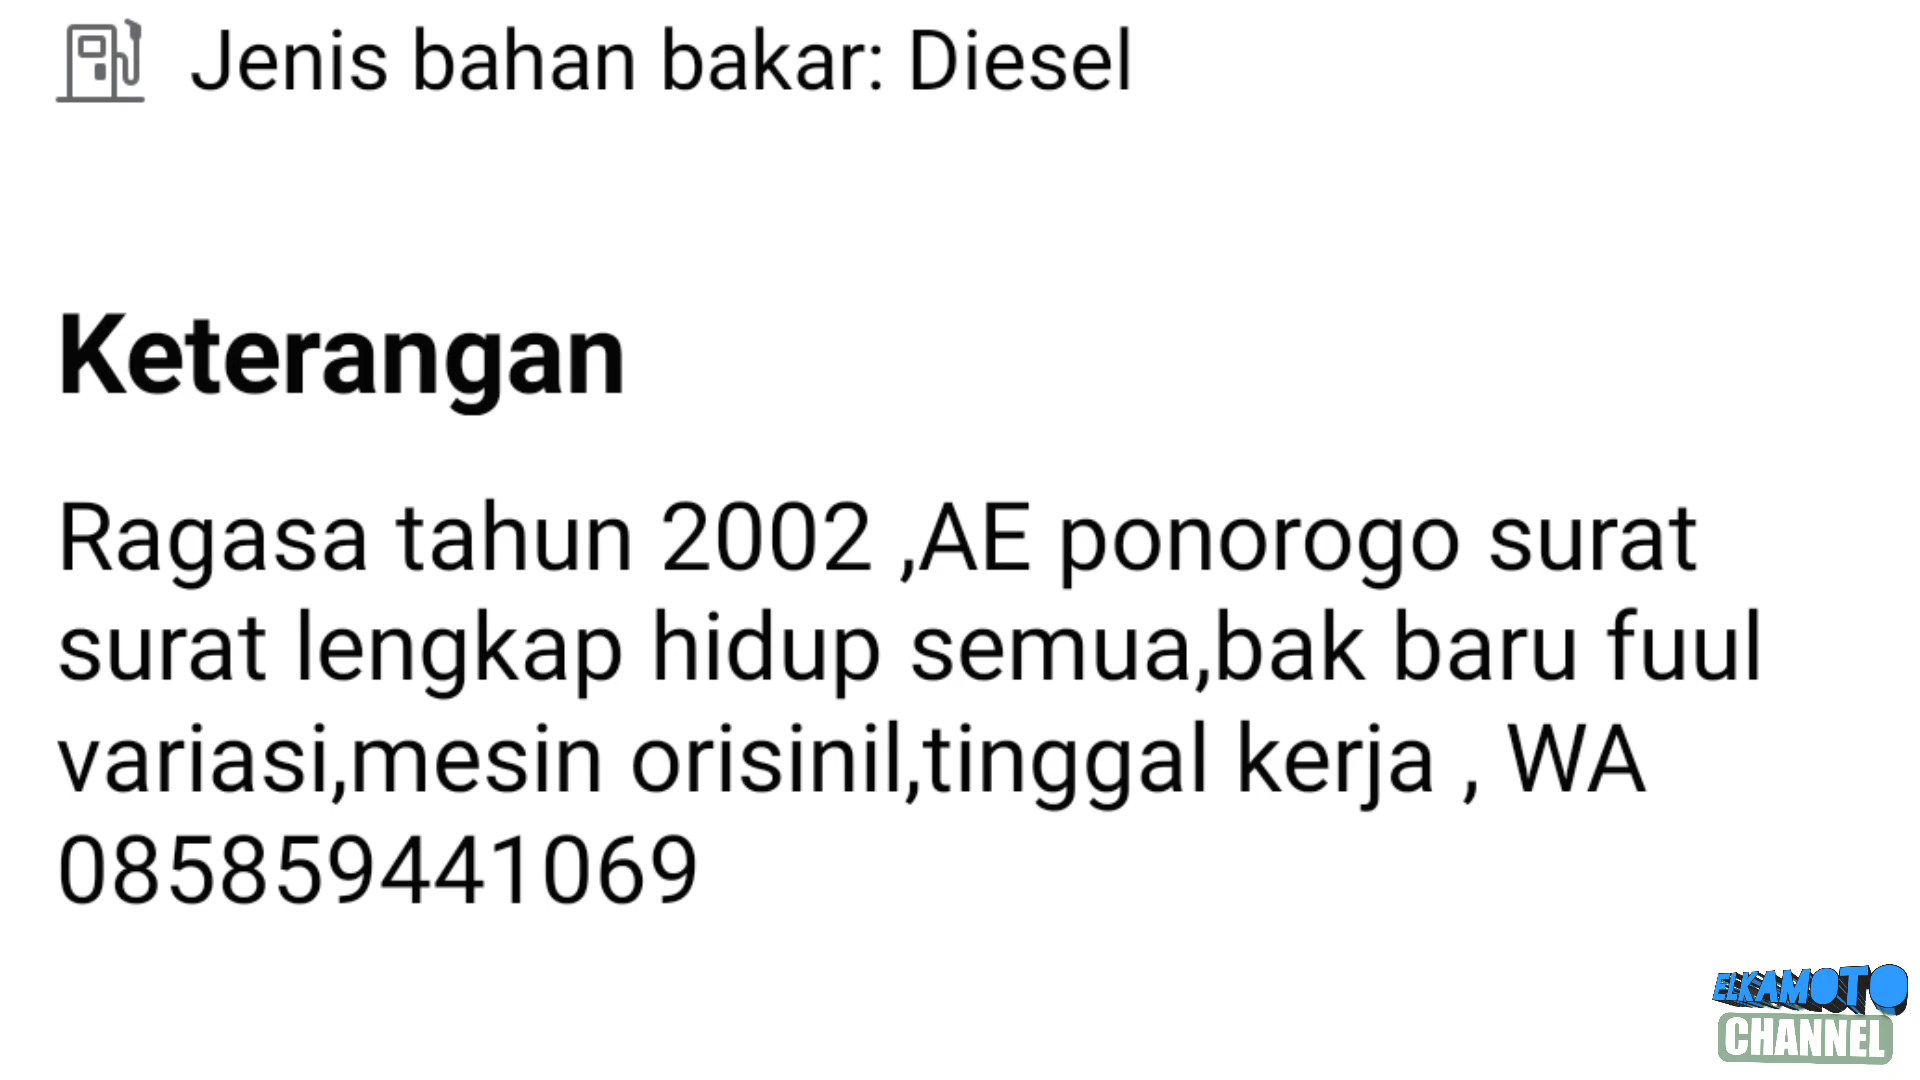 Jenis bahan bakar: Diesel
Keterangan
Ragasa tahun 2002 ,AE ponorogo surat
surat lengkap hidup semua,bak baru fuul
variasi,mesin orisinil,tinggal kerja , WA
085859441069
ELKAMOTO
CHANNEL